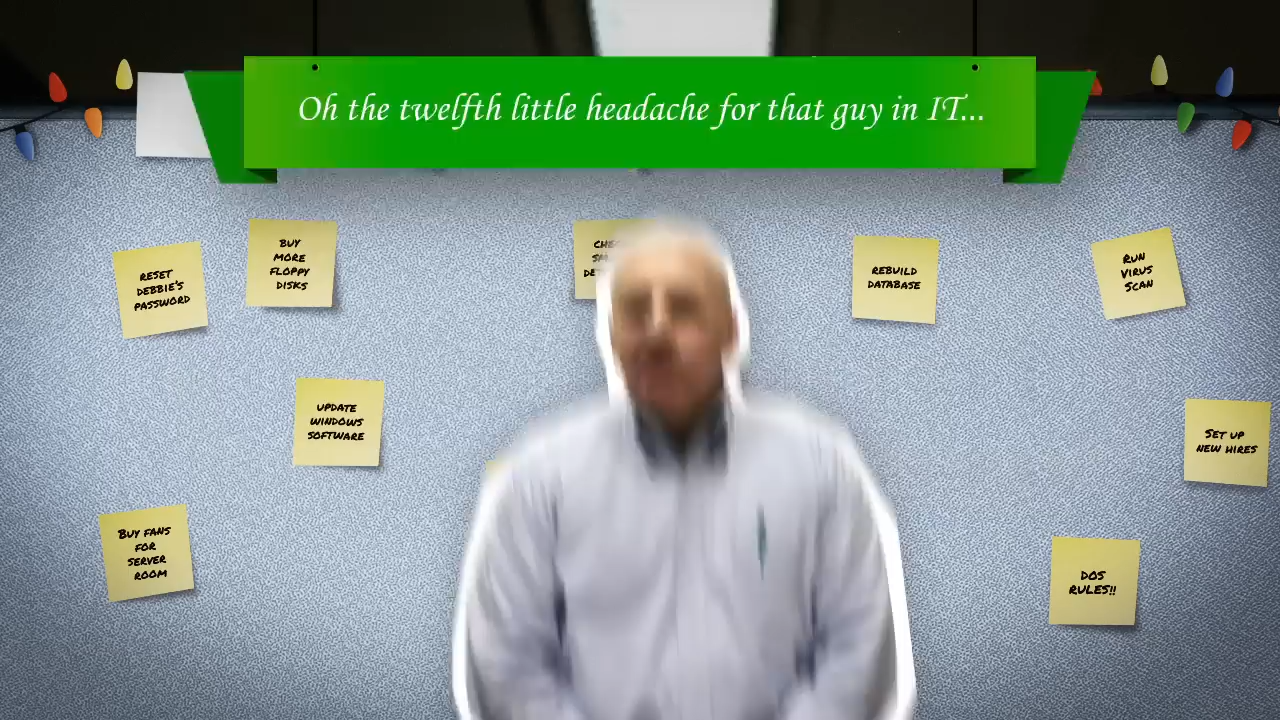 Oh the twelfth little headache for that guy in IT...
RESET
DEBBIE'S
PASSWORD
BUY
MORE
FLOPPY
DISKS
REBUILD
DATABASE
RUN
VIRUS
SCAN
UPDATE
WINDOWS
SOFTWARE
SET UP
NEW HIRES
BUY FANS
FOR
SERVER
ROOM
DOS
RULES!!